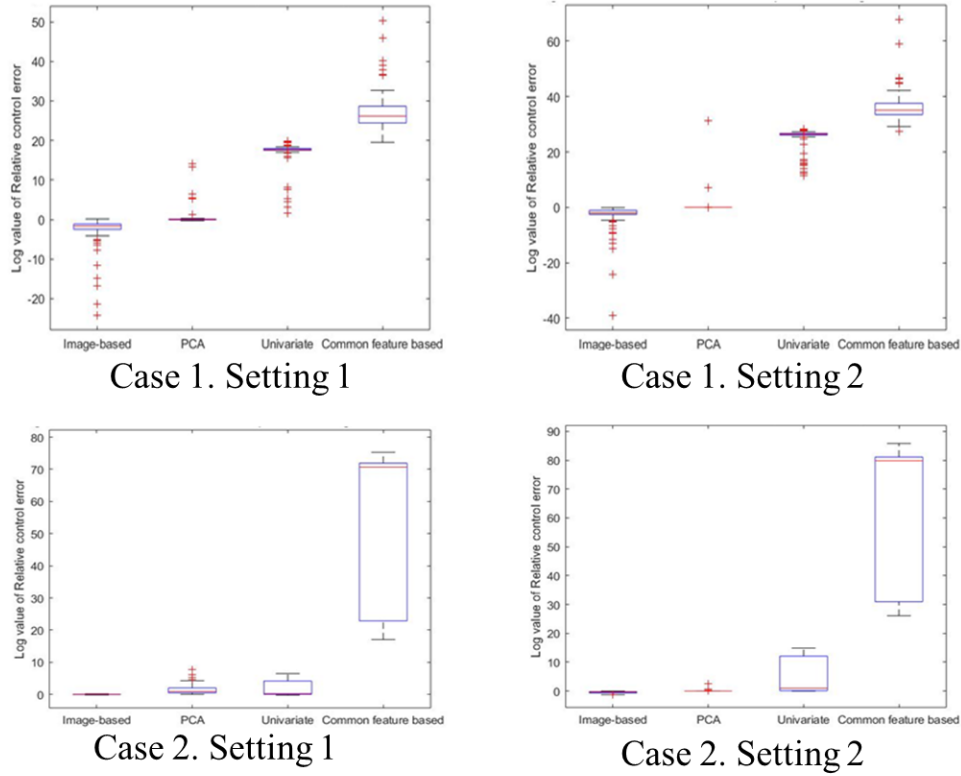 Log value of Relative control error
50
40
30
20
10
0
-10
-20
Image-based PCA Univariate Common feature based
Case 1. Setting 1
Log value of Relative control error
60
40
20
0
-20
-40
Image-based PCA Univariate Common feature based
Case 1. Setting 2
Log value of Relative control error
80
70
60
50
40
30
20
10
0
Image-based PCA Univariate Common feature based
Case 2. Setting 1
Log value of Relative control error
90
80
70
60
50
40
30
20
10
0
Image-based PCA Univariate Common feature based
Case 2. Setting 2